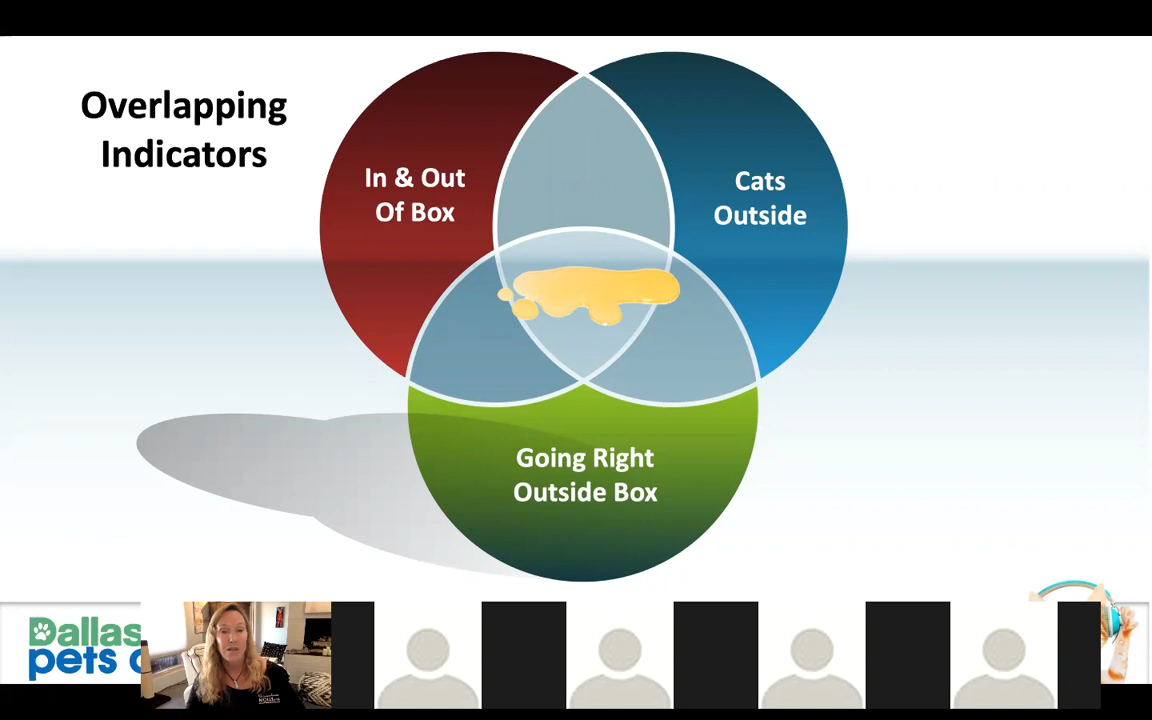 Overlapping
Indicators
In & Out
Of Box
Cats
Outside
Going Right
Outside Box
Dallas
pets